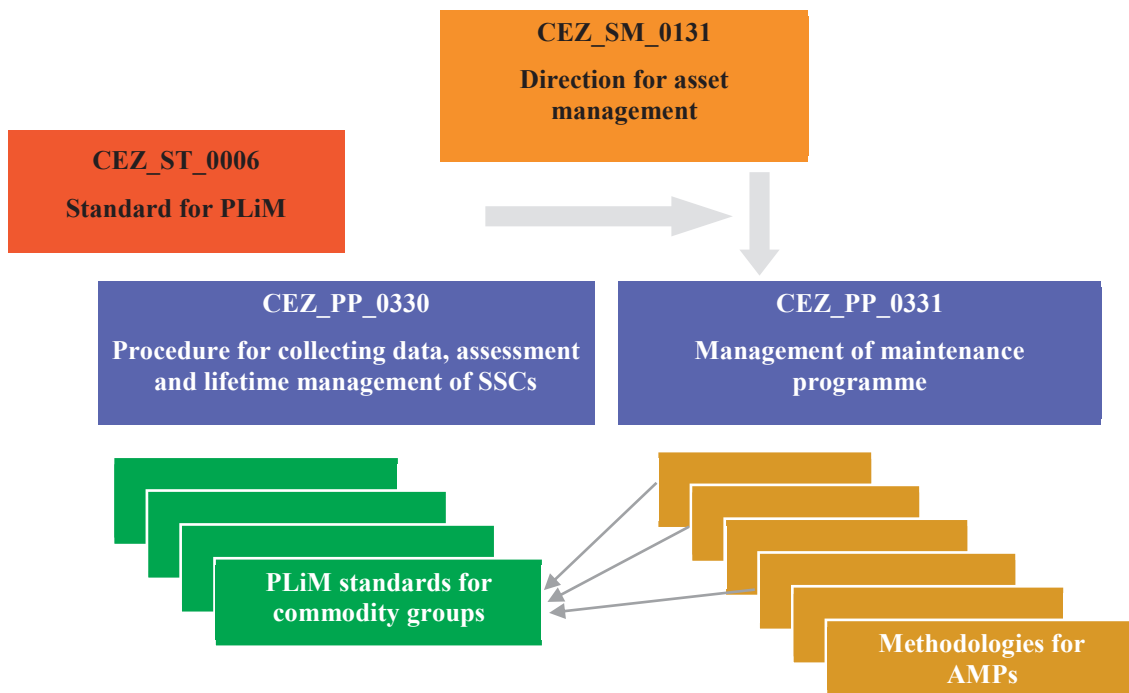 CEZ_SM_0131
Direction for asset
management
CEZ_ST_0006
Standard for PLiM
CEZ_PP_0330
Procedure for collecting data, assessment
and lifetime management of SSCs
CEZ_PP_0331
Management of maintenance
programme
PLiM standards for
commodity groups
Methodologies for
AMPs